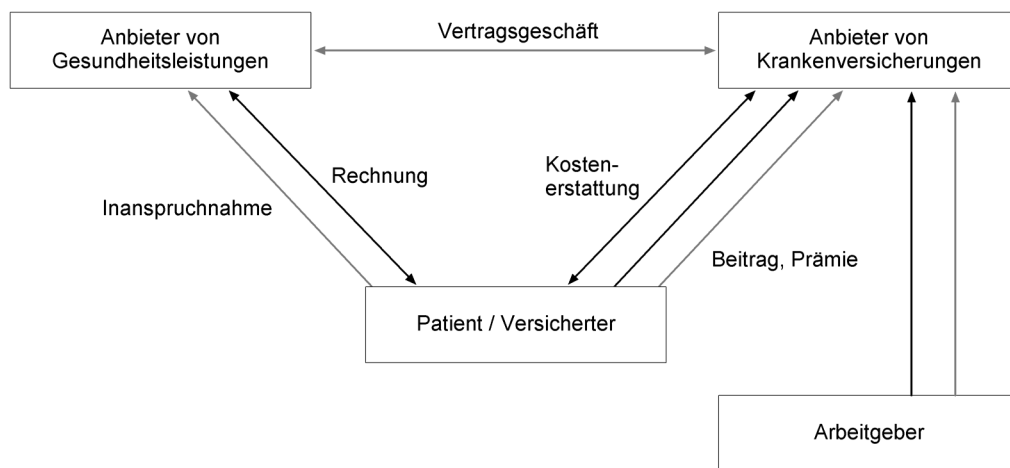 Anbieter von
Gesundheitsleistungen
Vertragsgeschäft
Anbieter von
Krankenversicherungen
Rechnung
Inanspruchnahme
Kosten-
erstattung
Beitrag, Prämie
Patient / Versicherter
Arbeitgeber